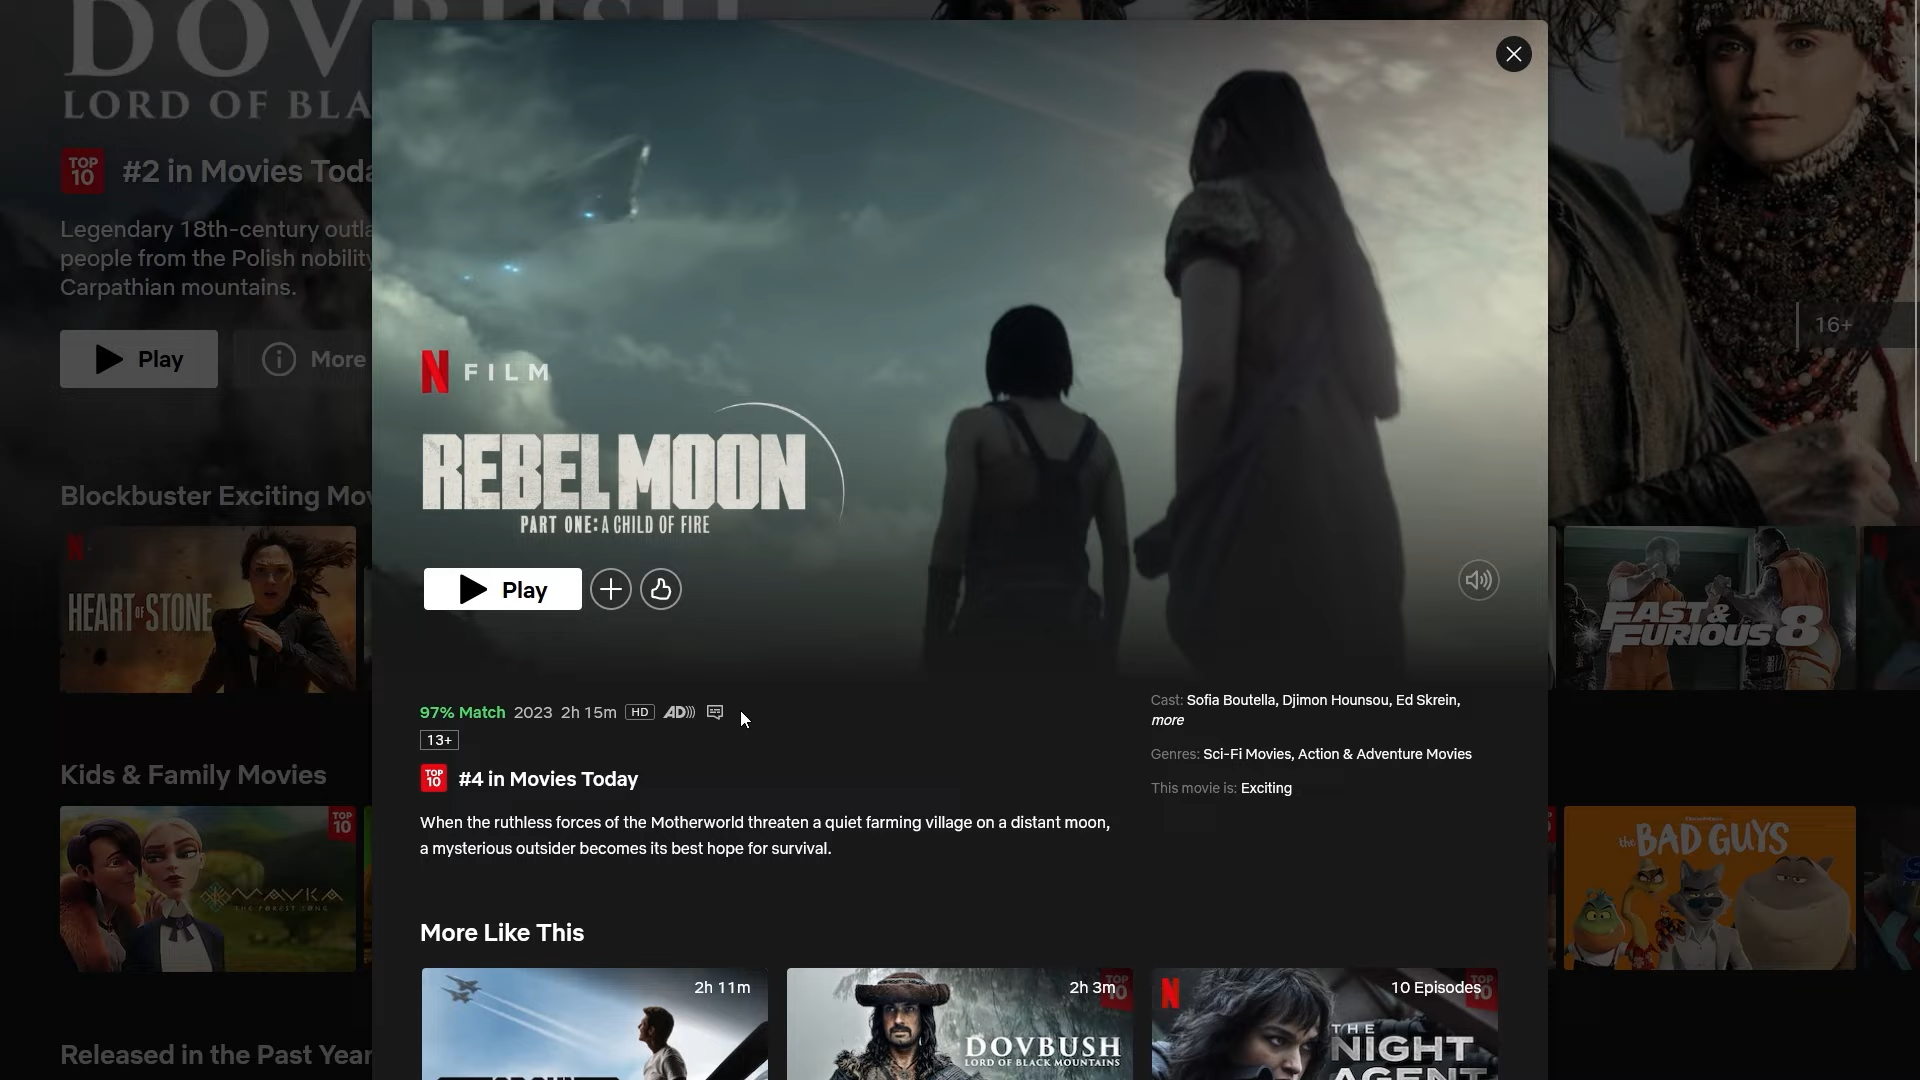 DOV
LORD OF BLA
TOP
10
#2 in Movies Toda
Legendary 18th-century outla
people from the Polish nobility
Carpathian mountains.
Play
More
16+
N FILM
REBEL MOON
PART ONE: A CHILD OF FIRE
Play
97% Match 2023 2h 15m HD AD
13+
TOP
10
#4 in Movies Today
When the ruthless forces of the Motherworld threaten a quiet farming village on a distant moon,
a mysterious outsider becomes its best hope for survival.
Cast: Sofia Boutella, Djimon Hounsou, Ed Skrein,
more
Genres: Sci-Fi Movies, Action & Adventure Movies
This movie is: Exciting
Blockbuster Exciting Mov
N
HEART OF STONE
FAST &
FURIOUS 8
Kids & Family Movies
TOP
10
MAVKA
THE FOREST SONG
the BAD GUYS
More Like This
2h 11m
2h 3m
TOP
10
DOVBUSH
LORD OF BLACK MOUNTAINS
N
10 Episodes
TOP
10
THE
NIGHT
AGENT
Released in the Past Year